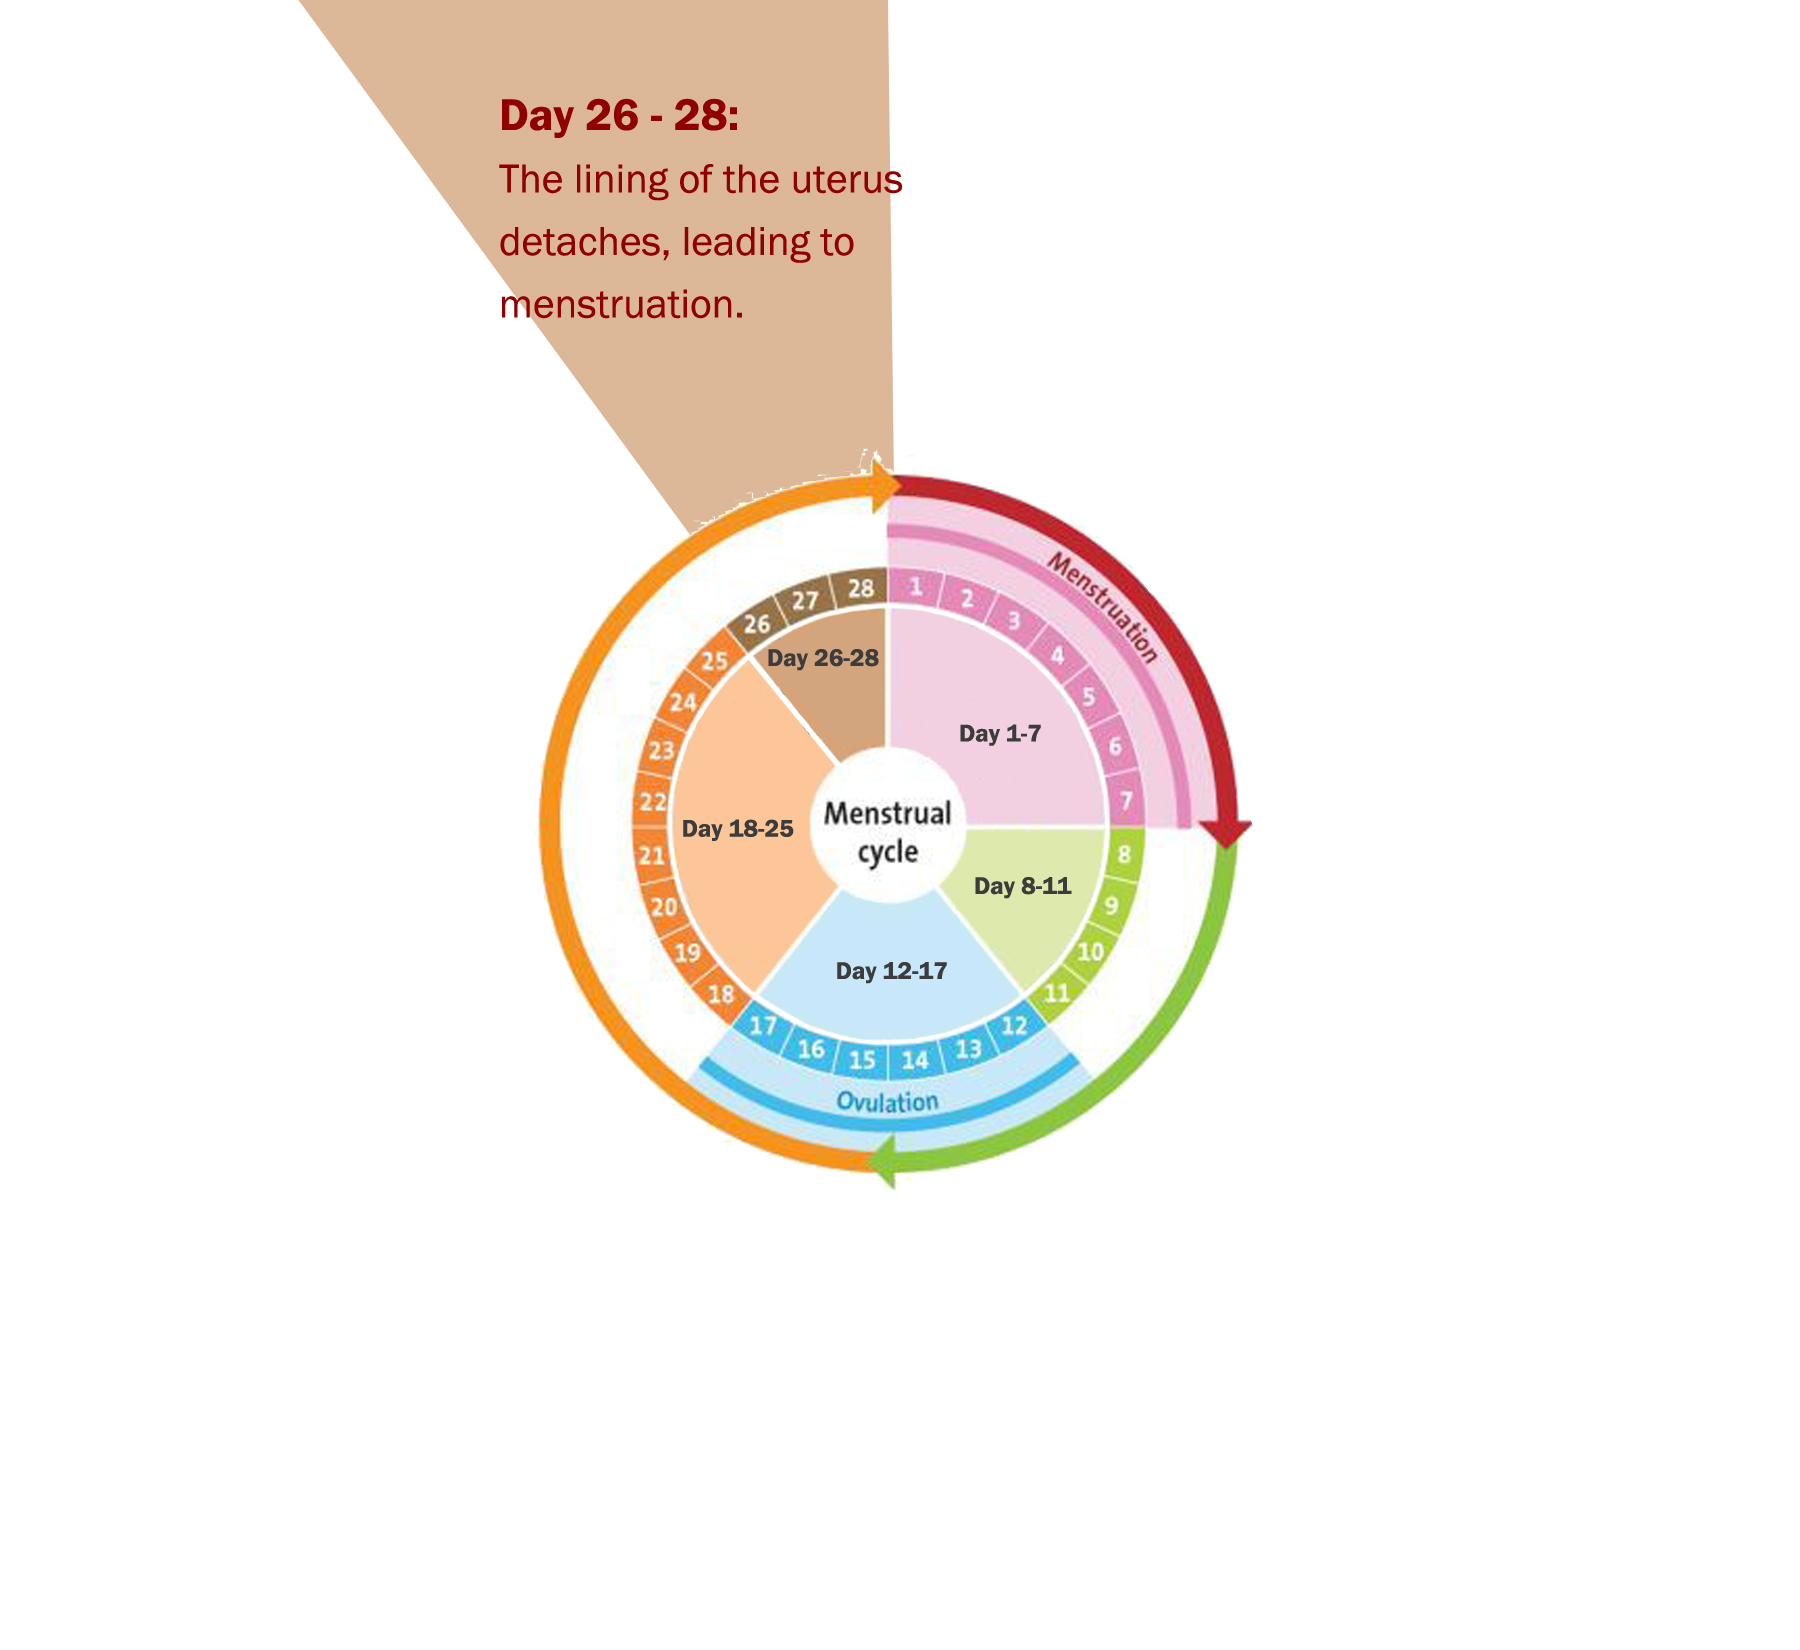 Day 26 - 28:
The lining of the uterus
detaches, leading to
menstruation.
Menstruation
1
2
3
4
5
6
7
8
9
10
11
12
13
14
15
16
17
18
19
20
21
22
23
24
25
26
27
28
Day 26-28
Day 1-7
Day 18-25
Menstrual
cycle
Day 8-11
Day 12-17
Ovulation